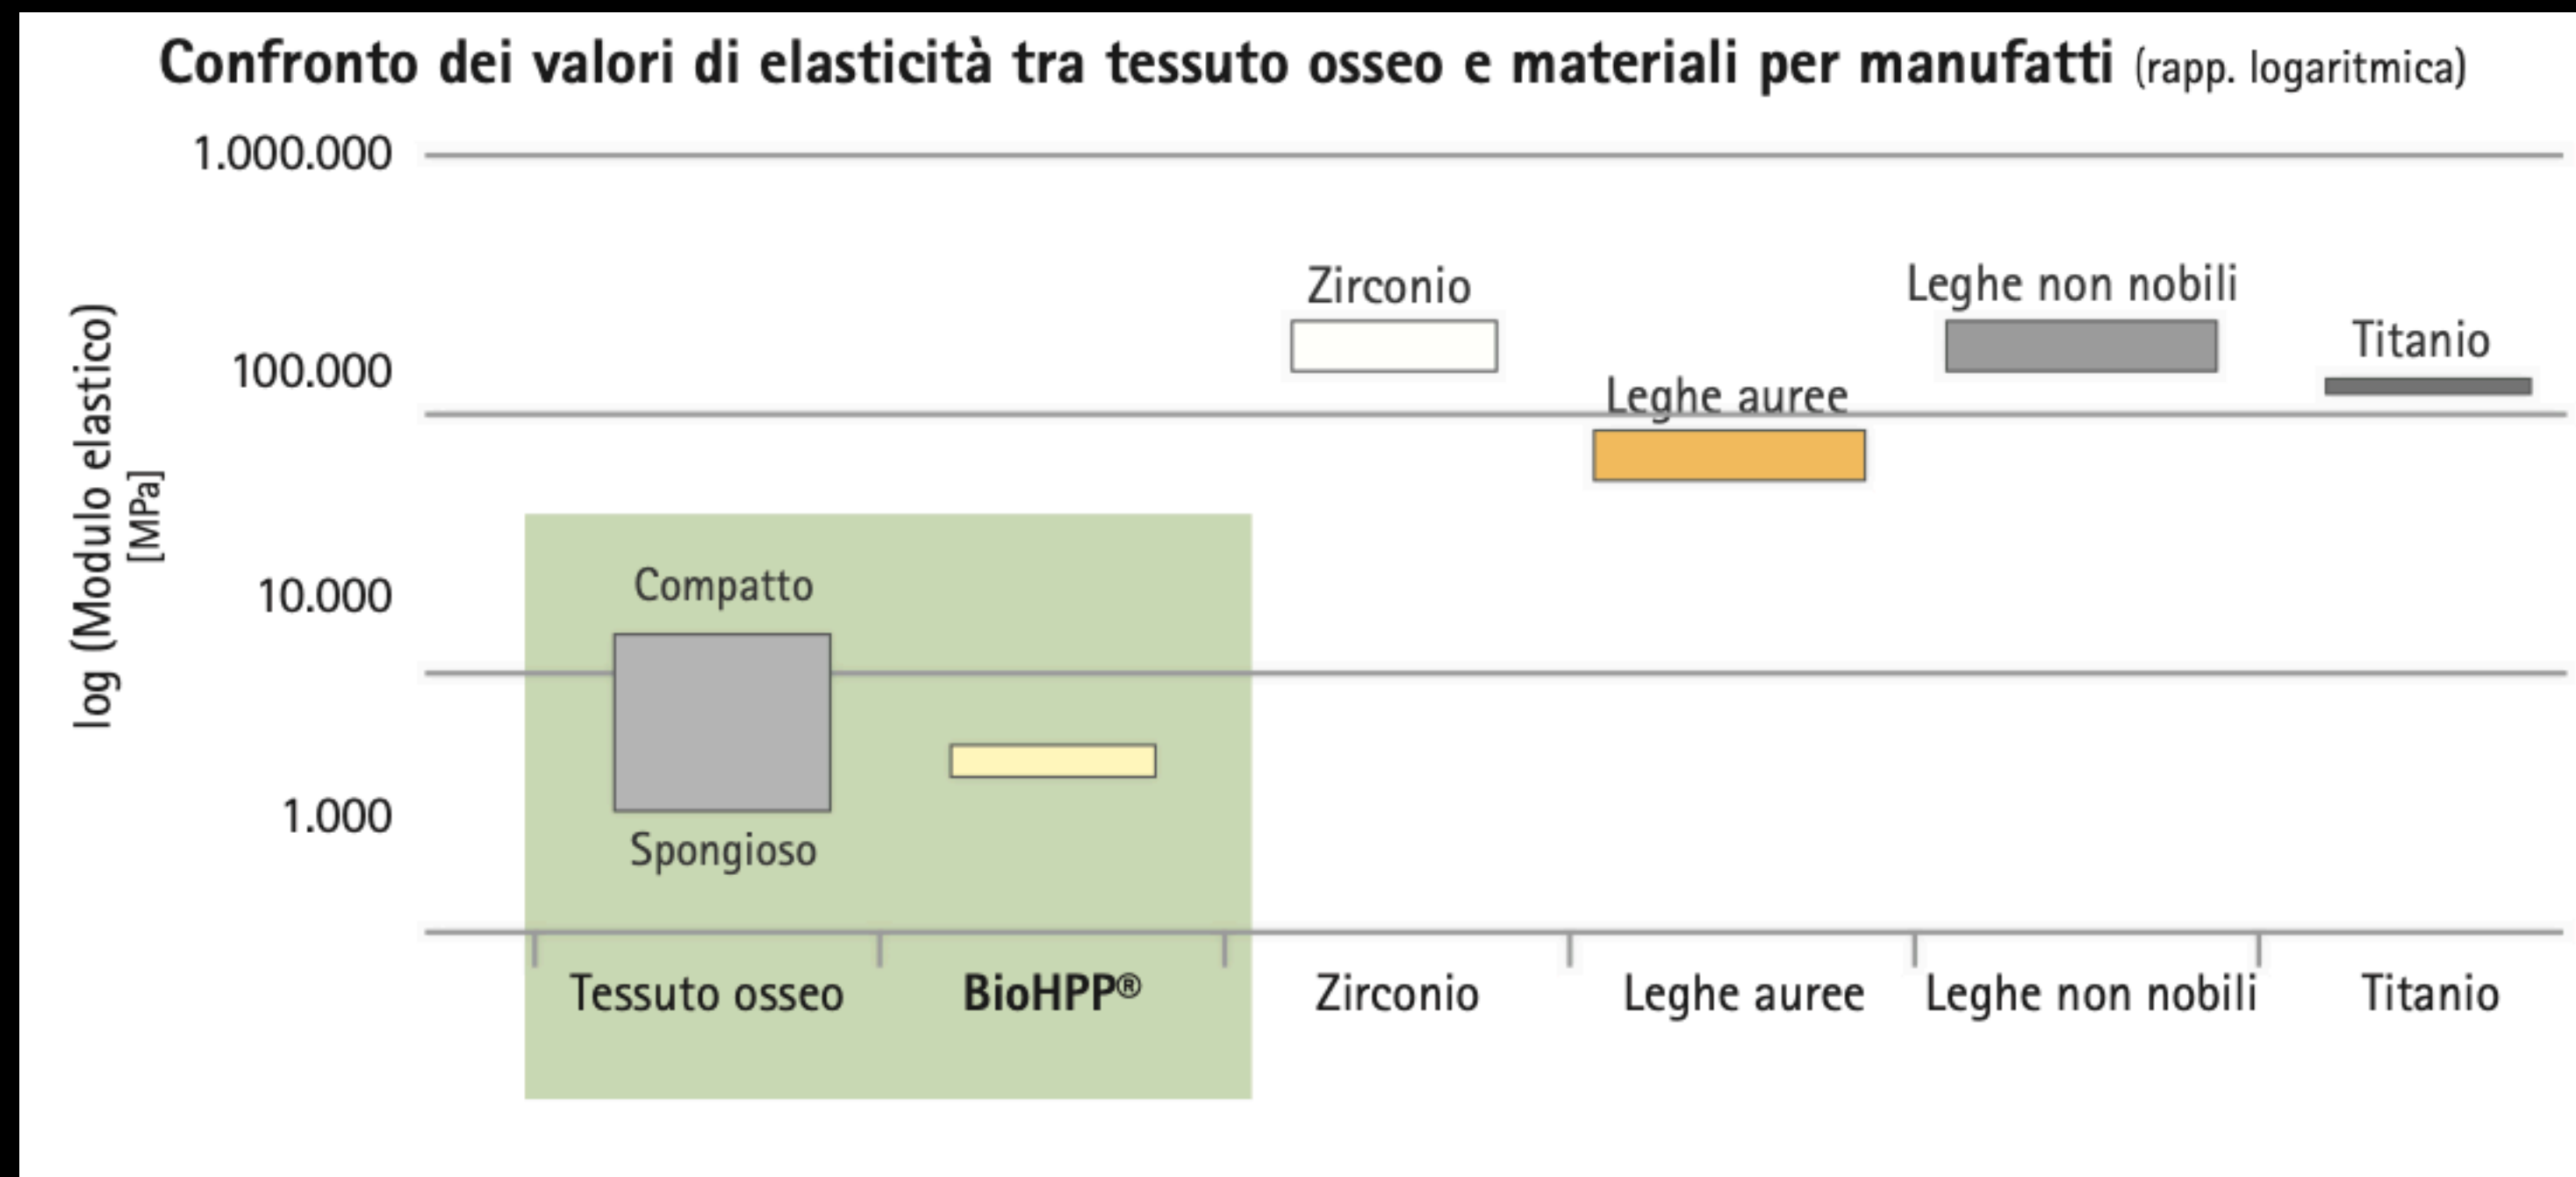 Confronto dei valori di elasticità tra tessuto osseo e materiali per manufatti (rapp. logaritmica)
log (Modulo elastico)
[MPa]
1.000.000
100.000
10.000
1.000
Zirconio
Leghe auree
Leghe non nobili
Titanio
Compatto
Spongioso
Tessuto osseo
BioHPP®
Zirconio
Leghe auree
Leghe non nobili
Titanio